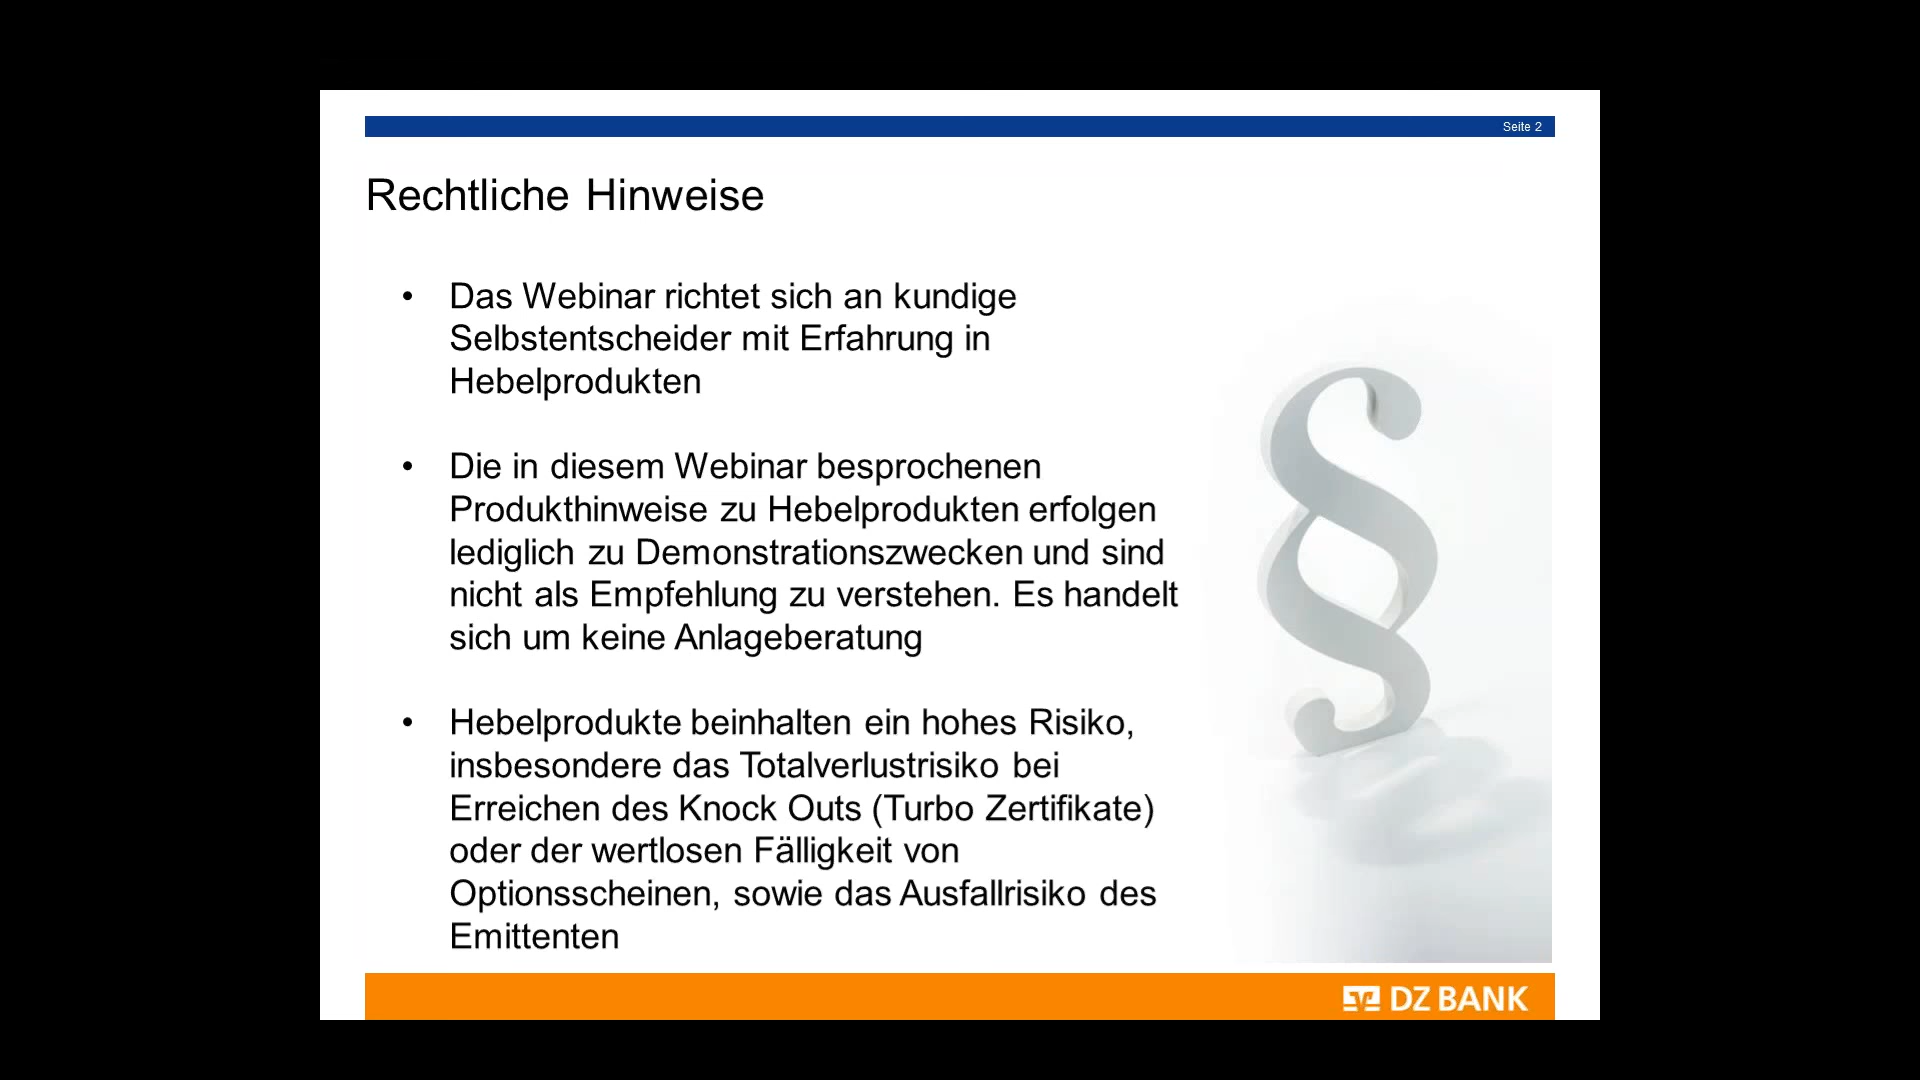 Seite 2
Rechtliche Hinweise
• Das Webinar richtet sich an kundige
Selbstentscheider mit Erfahrung in
Hebelprodukten
• Die in diesem Webinar besprochenen
Produkthinweise zu Hebelprodukten erfolgen
lediglich zu Demonstrationszwecken und sind
nicht als Empfehlung zu verstehen. Es handelt
sich um keine Anlageberatung
• Hebelprodukte beinhalten ein hohes Risiko,
insbesondere das Totalverlustrisiko bei
Erreichen des Knock Outs (Turbo Zertifikate)
oder der wertlosen Fälligkeit von
Optionsscheinen, sowie das Ausfallrisiko des
Emittenten
§
DZ BANK